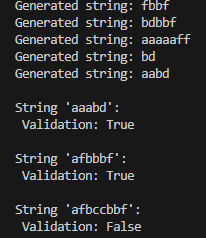 Generated string: fbbf
Generated string: bdbbf
Generated string: aaaaaff
Generated string: bd
Generated string: aabd
String 'aaabd':
Validation: True
String 'afbbbf':
Validation: True
String 'afbccbbf':
Validation: False